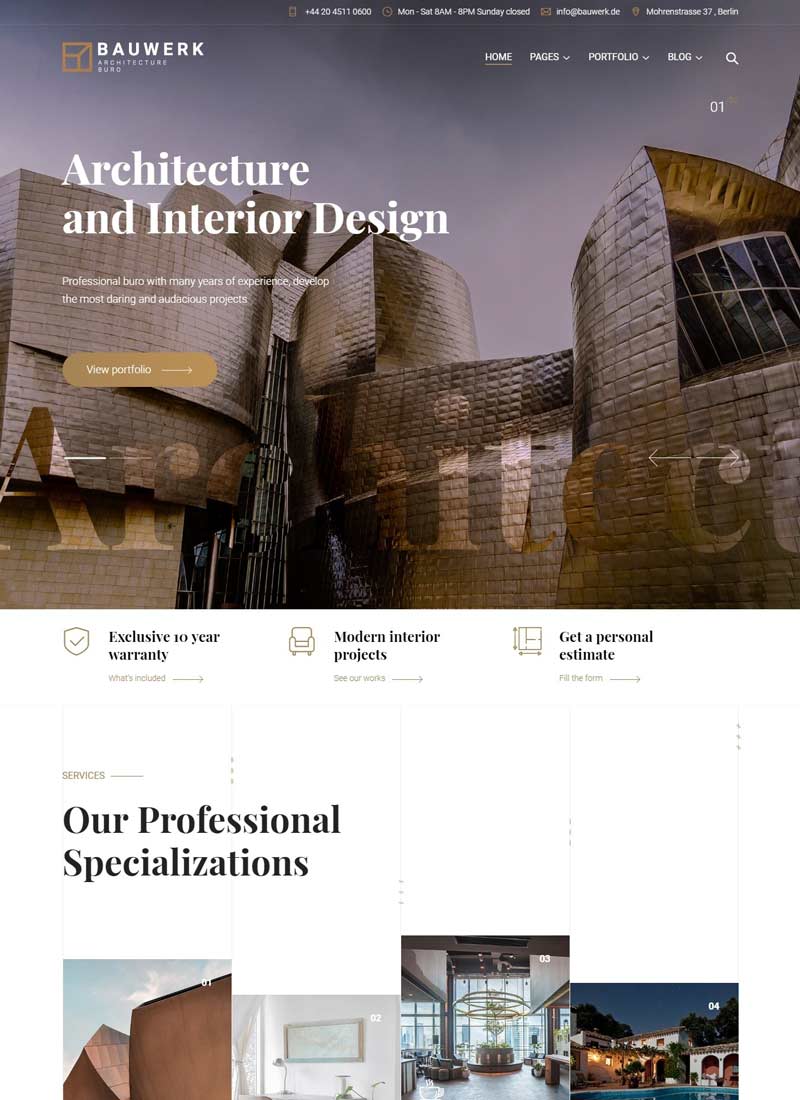 +44 20 4511 0600 Mon - Sat 8AM - 8PM Sunday closed info@bauwerk.de Mohrenstrasse 37 , Berlin
BAUWERK
ARCHITECTURE
BURO
HOME PAGES PORTFOLIO BLOG
01
Architecture
and Interior Design
Professional buro with many years of experience, develop
the most daring and audacious projects
View portfolio
Architect
Exclusive 10 year
warranty
What's included
Modern interior
projects
See our works
Get a personal
estimate
Fill the form
SERVICES
Our Professional
Specializations
01
02
03
04